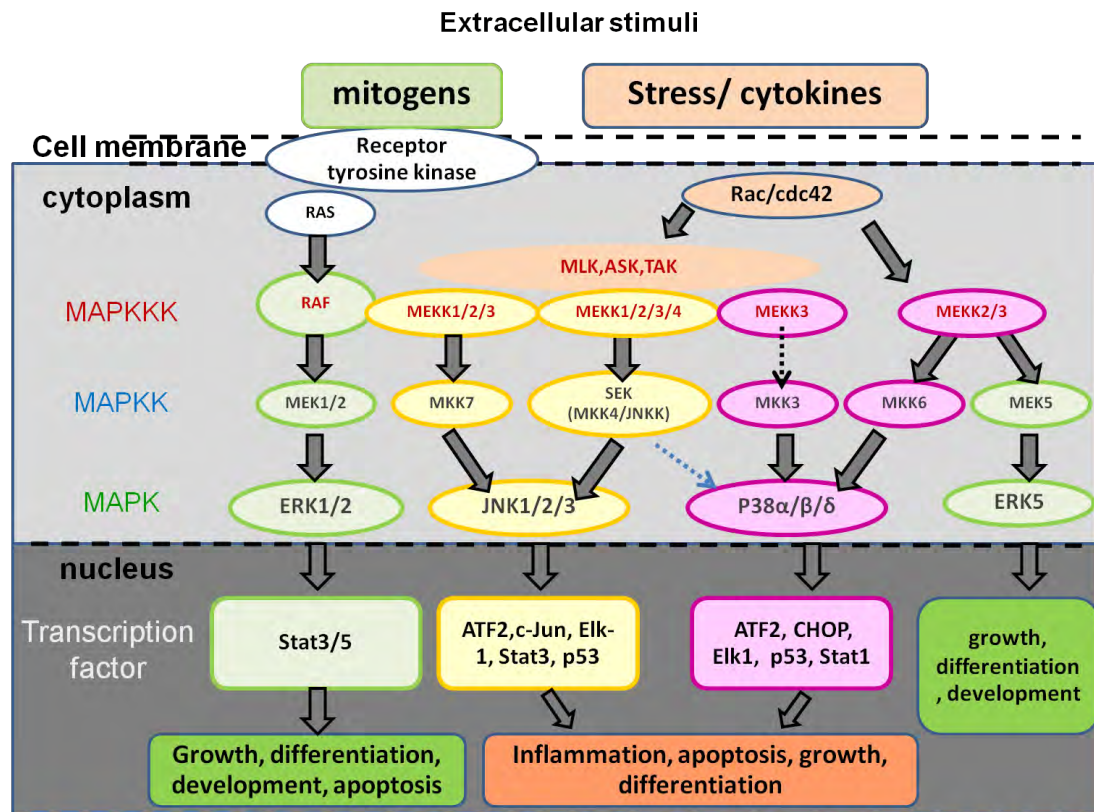 Extracellular stimuli
mitogens
Stress/ cytokines
Cell membrane
Receptor
tyrosine kinase
cytoplasm
RAS
Rac/cdc42
MLK,ASK,TAK
MAPKKK
RAF
MEKK1/2/3
MEKK1/2/3/4
MEKK3
MEKK2/3
MAPKK
MEK1/2
MKK7
SEK
(MKK4/JNKK)
MKK3
MKK6
MEK5
MAPK
ERK1/2
JNK1/2/3
P38α/β/δ
ERK5
nucleus
Transcription
factor
Stat3/5
ATF2,c-Jun, Elk-
1, Stat3, p53
ATF2, CHOP,
Elk1, p53, Stat1
growth,
differentiation
, development
Growth, differentiation,
development, apoptosis
Inflammation, apoptosis, growth,
differentiation